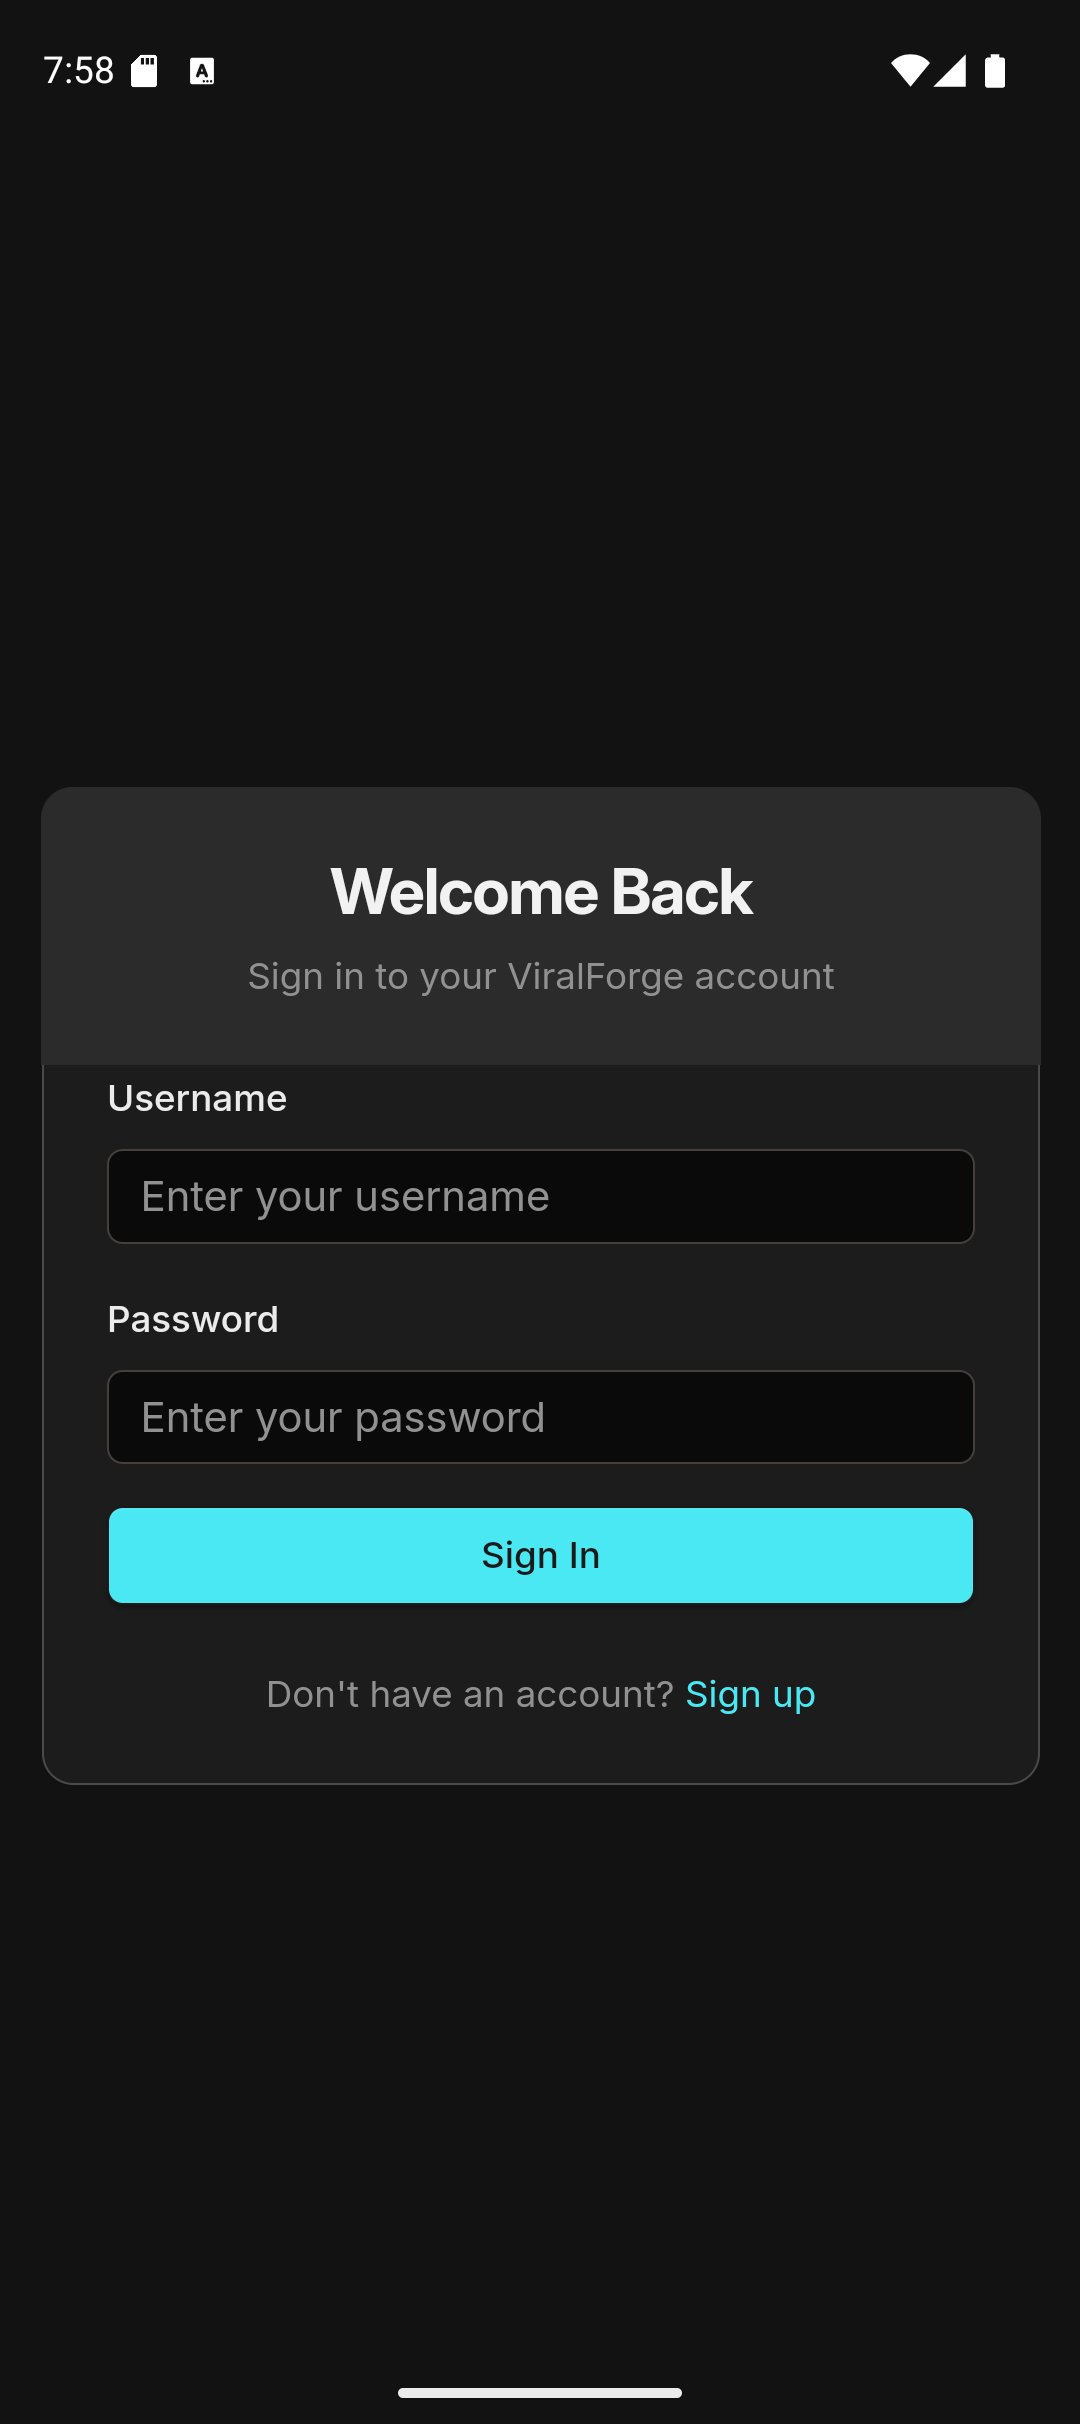 7:58
Welcome Back
Sign in to your ViralForge account
Username
Enter your username
Password
Enter your password
Sign In
Don't have an account? Sign up